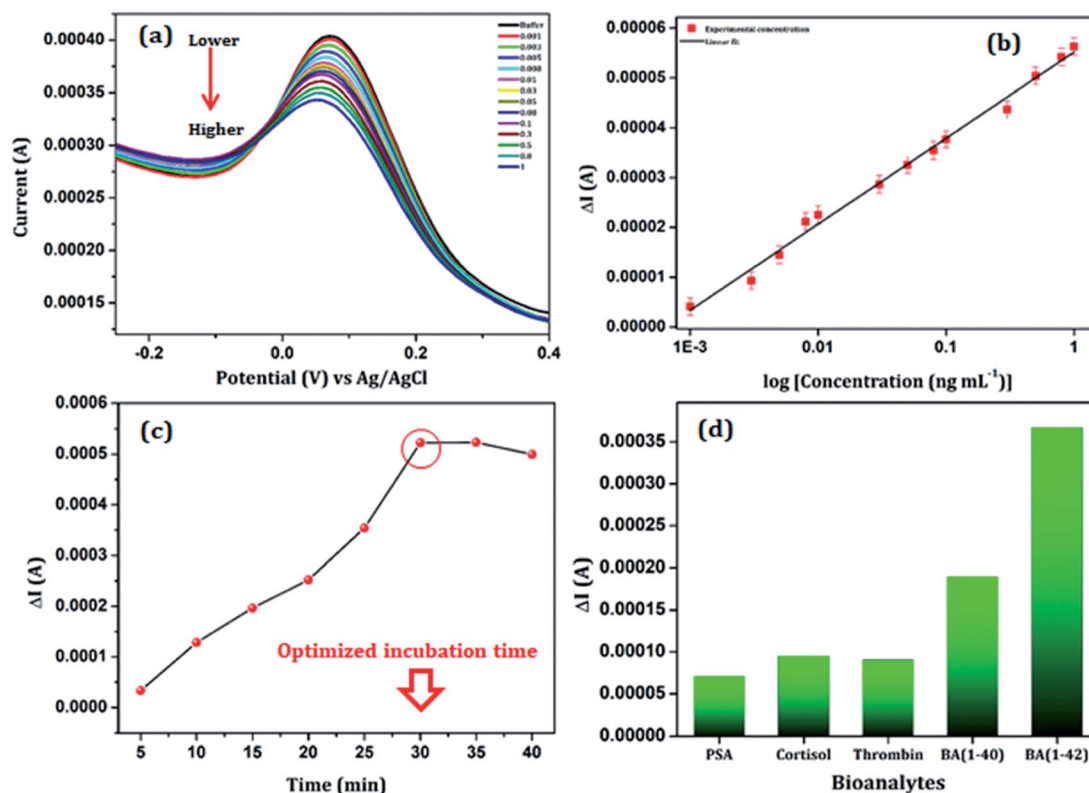 (a)
Lower
Higher
Buffer
0.001
0.003
0.005
0.008
0.01
0.03
0.05
0.08
0.1
0.3
0.5
0.8
1
0.00040
0.00035
0.00030
0.00025
0.00020
0.00015
Current (A)
-0.2
0.0
0.2
0.4
Potential (V) vs Ag/AgCl
(b)
Experimental concentration
Linear fit
0.00006
0.00005
0.00004
0.00003
0.00002
0.00001
0.00000
ΔI (A)
1E-3
0.01
0.1
1
log [Concentration (ng mL⁻¹)]
(c)
0.0006
0.0005
0.0004
0.0003
0.0002
0.0001
0.0000
ΔI (A)
Optimized incubation time
5
10
15
20
25
30
35
40
Time (min)
(d)
0.00035
0.00030
0.00025
0.00020
0.00015
0.00010
0.00005
0.00000
ΔI (A)
PSA
Cortisol
Thrombin
BA(1-40)
BA(1-42)
Bioanalytes